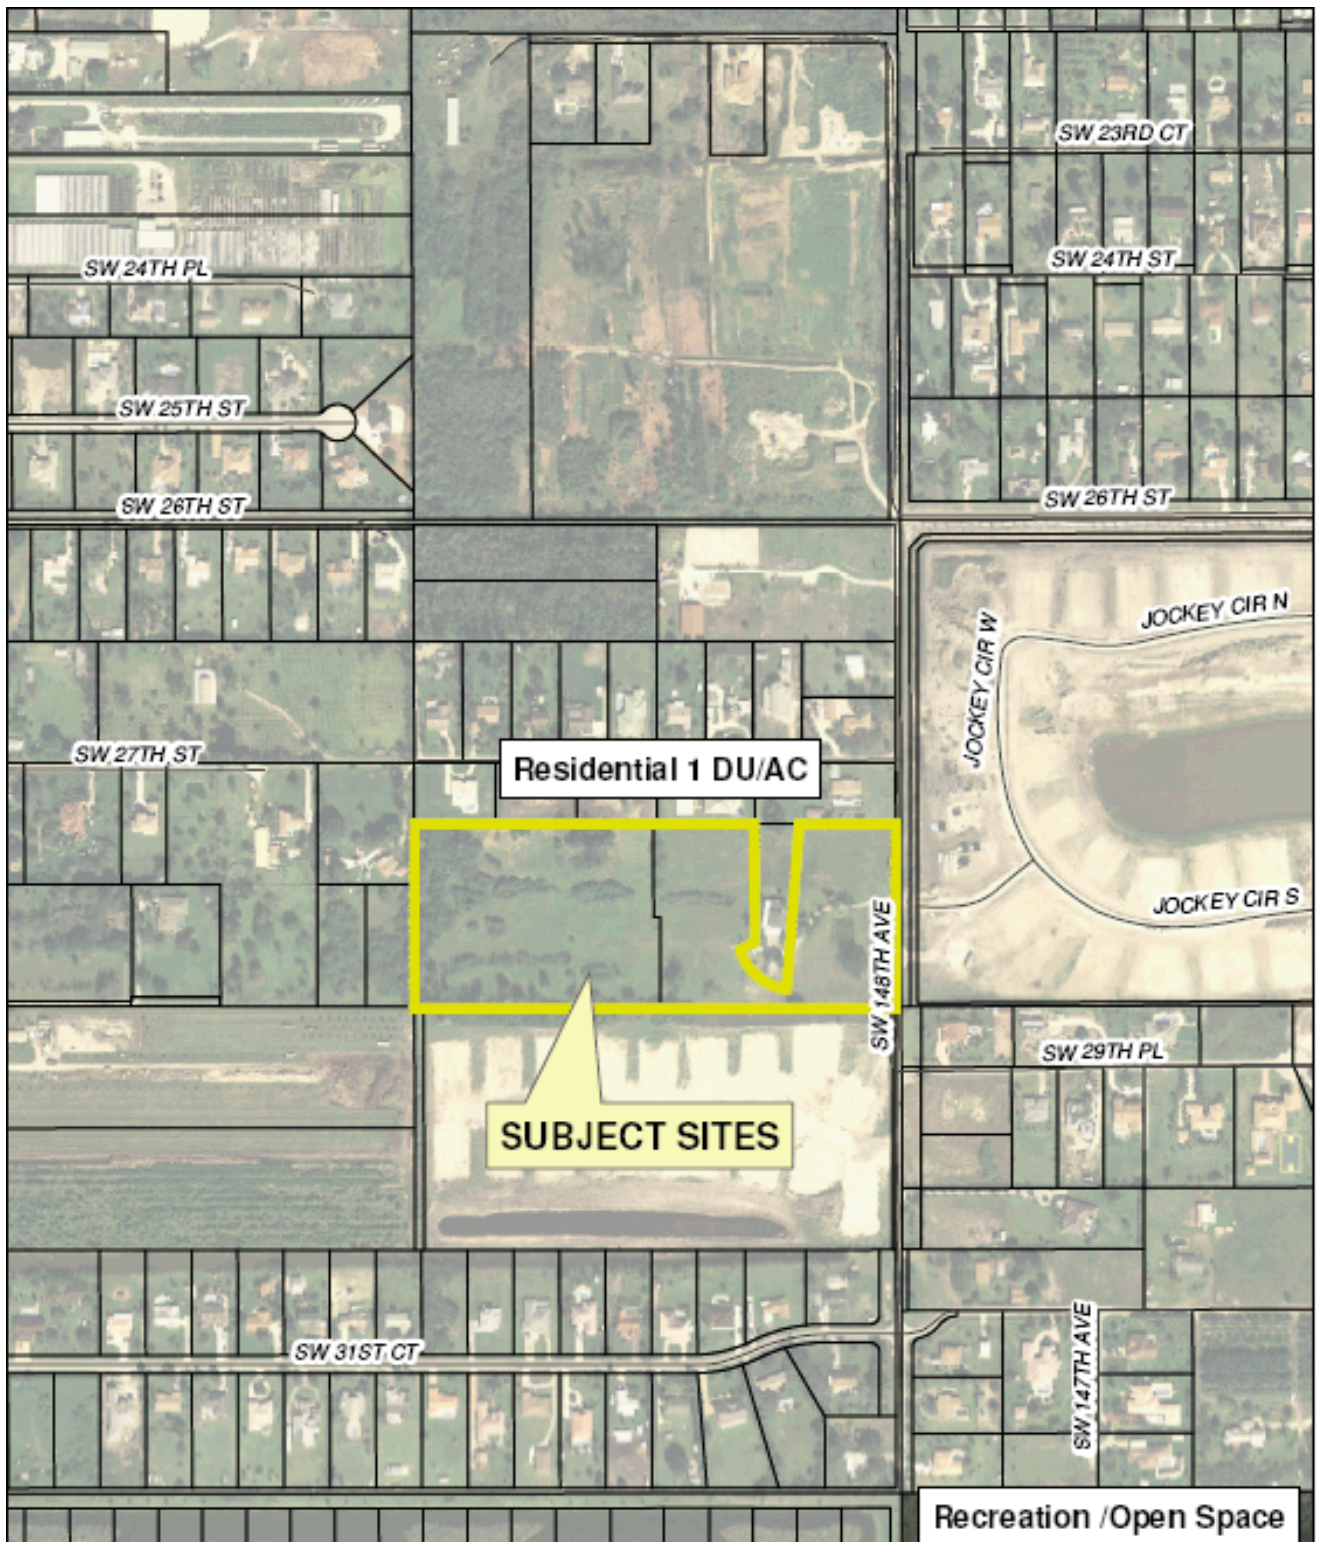 SW 23RD CT
SW 24TH ST
SW 24TH PL
SW 25TH ST
SW 26TH ST
SW 26TH ST
JOCKEY CIR N
JOCKEY CIR W
SW 27TH ST
Residential 1 DU/AC
JOCKEY CIR S
SW 148TH AVE
SW 29TH PL
SUBJECT SITES
SW 31ST CT
SW 147TH AVE
Recreation /Open Space